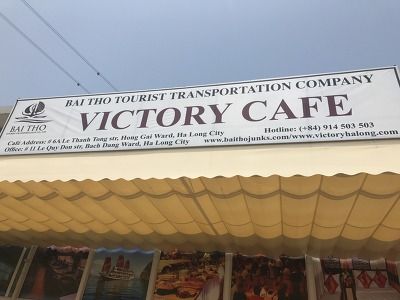 BAI THO TOURIST TRANSPORTATION COMPANY
VICTORY CAFE
BAI THO
Café Address: # 6A Le Thanh Tong str, Hong Gai Ward, Ha Long City
Hotline: (+84) 914 503 503
Office: # 11 Le Quy Don str, Bach Dang Ward, Ha Long City
www.baithojunks.com/www.victoryhalong.com